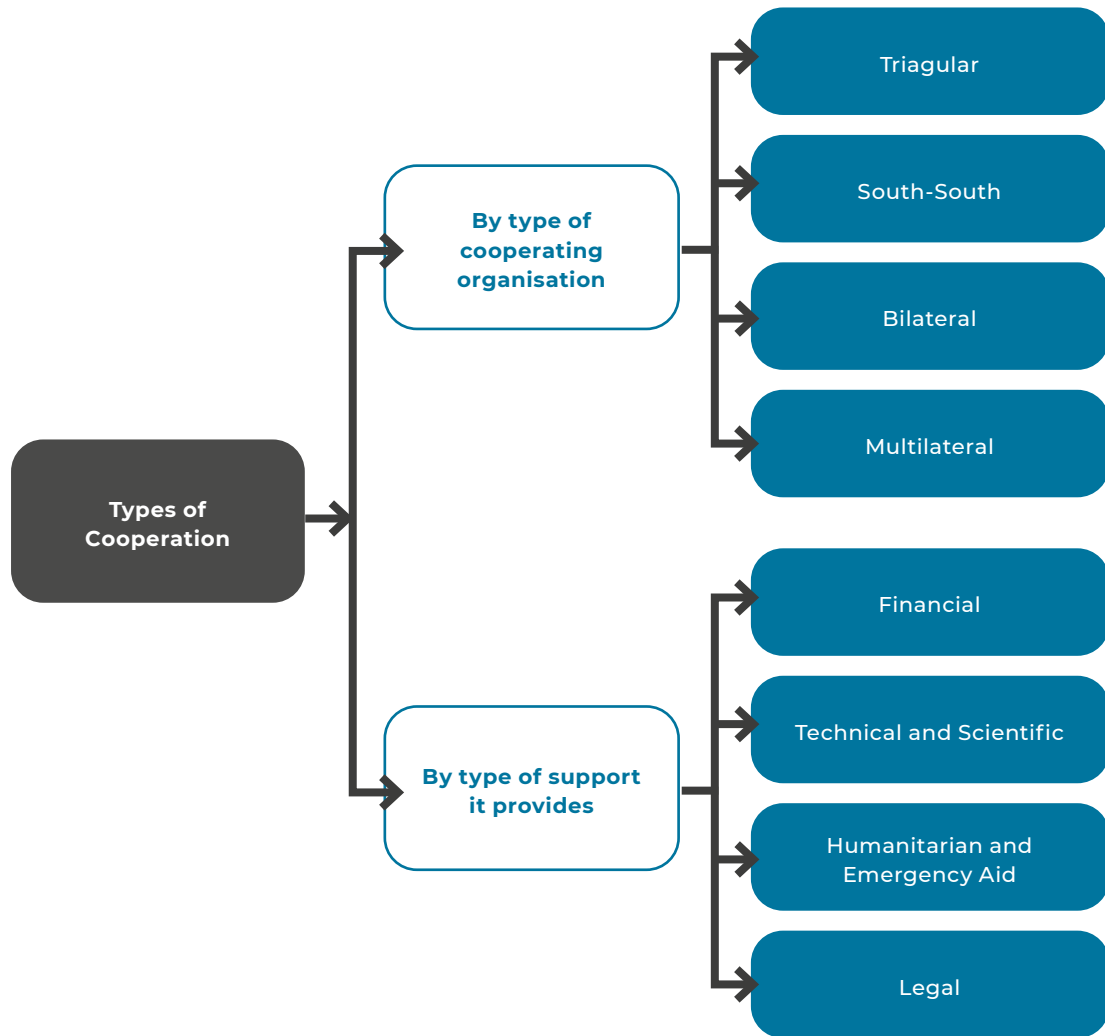 Types of
Cooperation
By type of
cooperating
organisation
Triagular
South-South
Bilateral
Multilateral
By type of support
it provides
Financial
Technical and Scientific
Humanitarian and
Emergency Aid
Legal